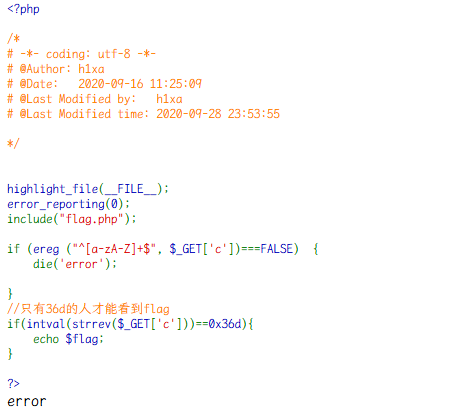 <?php
/*
# -*- coding: utf-8 -*-
# @Author: h1xa
# @Date:   2020-09-16 11:25:09
# @Last Modified by:   h1xa
# @Last Modified time: 2020-09-28 23:53:55
*/
highlight_file(__FILE__);
error_reporting(0);
include("flag.php");
if (ereg ("^[a-zA-Z]+$", $_GET['c'])===FALSE)  {
    die('error');
}
//只有36d的人才能看到flag
if(intval(strrev($_GET['c']))==0x36d){
    echo $flag;
}
?>
error